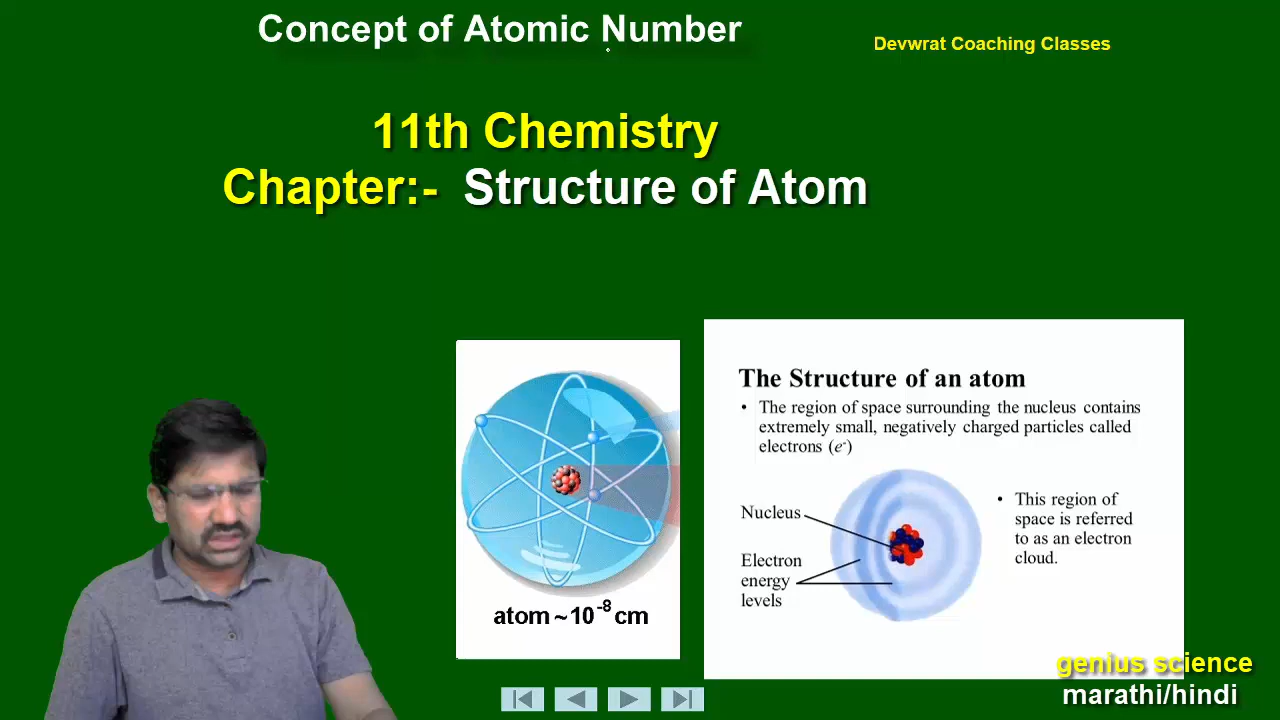 Concept of Atomic Number
Devwrat Coaching Classes
11th Chemistry
Chapter:- Structure of Atom
atom ~ 10⁻⁸ cm
The Structure of an atom
• The region of space surrounding the nucleus contains
extremely small, negatively charged particles called
electrons (e⁻)
Nucleus
Electron
energy
levels
• This region of
space is referred
to as an electron
cloud.
genius science
marathi/hindi